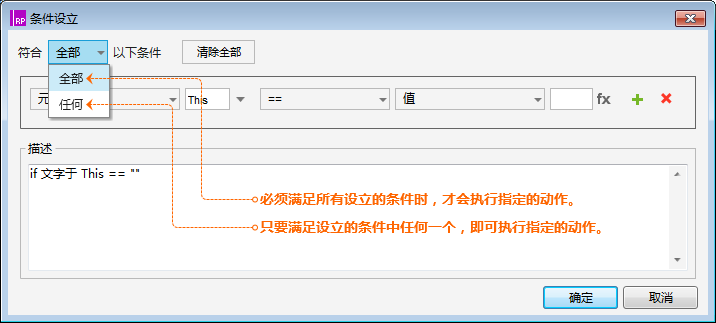 RP 条件设立
符合 全部 以下条件 清除全部
全部
任何
元 This == 值 fx
描述
if 文字于 This == ""
必须满足所有设立的条件时，才会执行指定的动作。
只要满足设立的条件中任何一个，即可执行指定的动作。
确定 取消